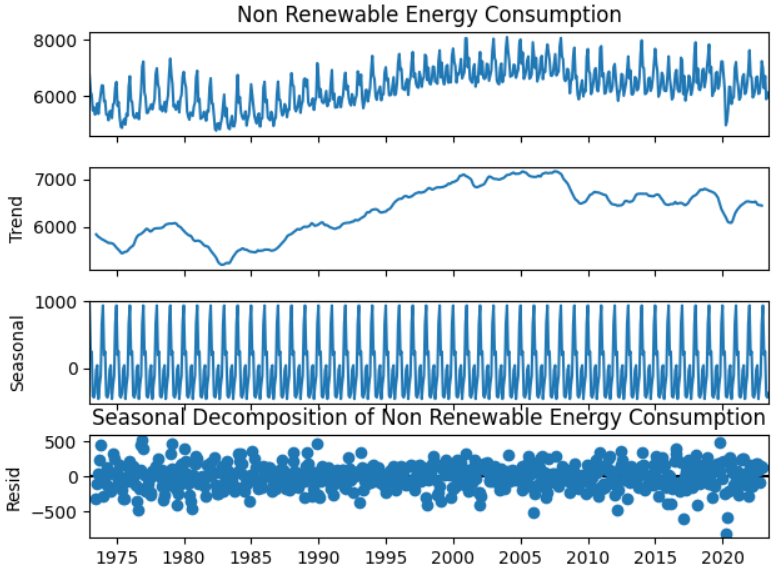 Non Renewable Energy Consumption
8000
6000
7000
Trend
6000
1000
Seasonal
0
Seasonal Decomposition of Non Renewable Energy Consumption
500
Resid
0
−500
1975 1980 1985 1990 1995 2000 2005 2010 2015 2020